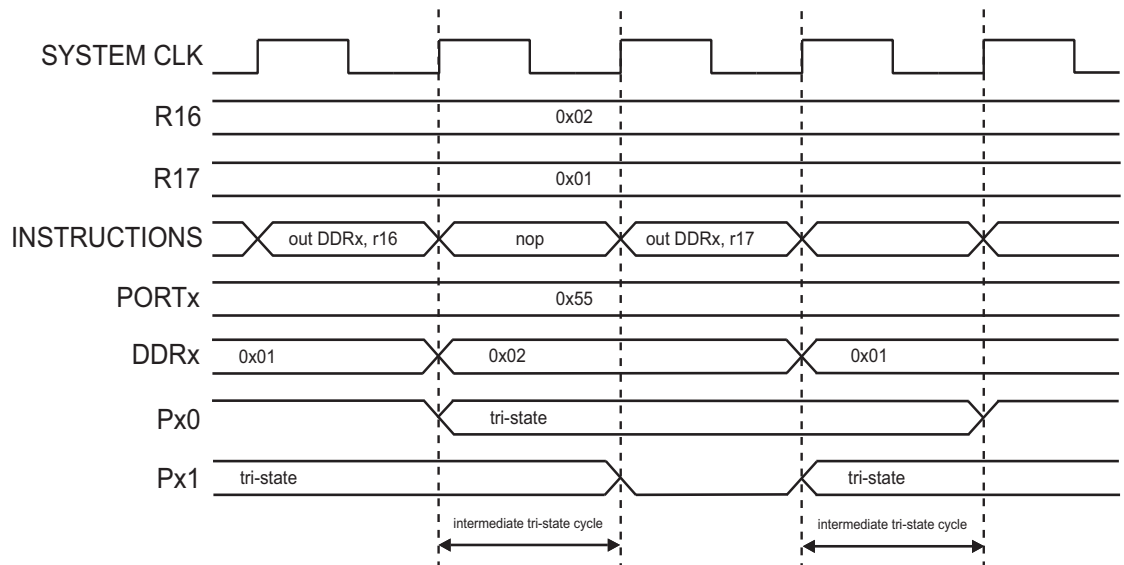 SYSTEM CLK
R16 0x02
R17 0x01
INSTRUCTIONS out DDRx, r16 nop out DDRx, r17
PORTx 0x55
DDRx 0x01 0x02 0x01
Px0 tri-state
Px1 tri-state tri-state
intermediate tri-state cycle intermediate tri-state cycle